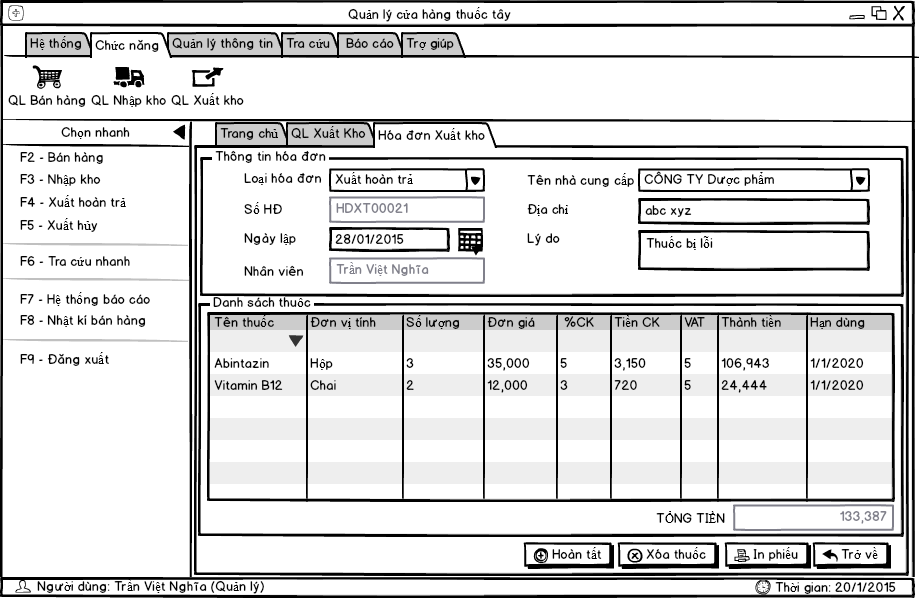 Quản lý cửa hàng thuốc tây
Hệ thống Chức năng Quản lý thông tin Tra cứu Báo cáo Trợ giúp
QL Bán hàng QL Nhập kho QL Xuất kho
Chọn nhanh
F2 - Bán hàng
F3 - Nhập kho
F4 - Xuất hoàn trả
F5 - Xuất hủy
F6 - Tra cứu nhanh
F7 - Hệ thống báo cáo
F8 - Nhật kí bán hàng
F9 - Đăng xuất
Trang chủ QL Xuất Kho Hóa đơn Xuất kho
Thông tin hóa đơn
Loại hóa đơn Xuất hoàn trả Tên nhà cung cấp CÔNG TY Dược phẩm
Số HĐ HDXT00021 Địa chỉ abc xyz
Ngày lập 28/01/2015 Lý do Thuốc bị lỗi
Nhân viên Trần Việt Nghĩa
Danh sách thuốc
Tên thuốc Đơn vị tính Số lượng Đơn giá %CK Tiền CK VAT Thành tiền Hạn dùng
Abintazin Hộp 3 35,000 5 3,150 5 106,943 1/1/2020
Vitamin B12 Chai 2 12,000 3 720 5 24,444 1/1/2020
TỔNG TIỀN 133,387
Hoàn tất Xóa thuốc In phiếu Trở về
Người dùng: Trần Việt Nghĩa (Quản lý) Thời gian: 20/1/2015